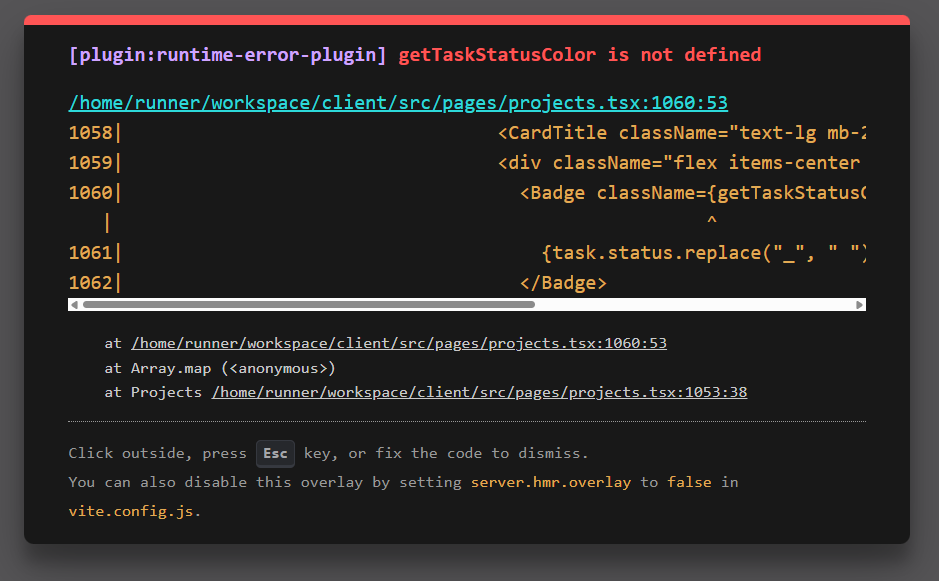 [plugin:runtime-error-plugin] getTaskStatusColor is not defined
/home/runner/workspace/client/src/pages/projects.tsx:1060:53
1058|                                  <CardTitle className="text-lg mb-2
1059|                                  <div className="flex items-center
1060|                                    <Badge className={getTaskStatusC
    |                                                     ^
1061|                                      {task.status.replace("_", " ")
1062|                                    </Badge>
at /home/runner/workspace/client/src/pages/projects.tsx:1060:53
at Array.map (<anonymous>)
at Projects /home/runner/workspace/client/src/pages/projects.tsx:1053:38
Click outside, press Esc key, or fix the code to dismiss.
You can also disable this overlay by setting server.hmr.overlay to false in
vite.config.js.